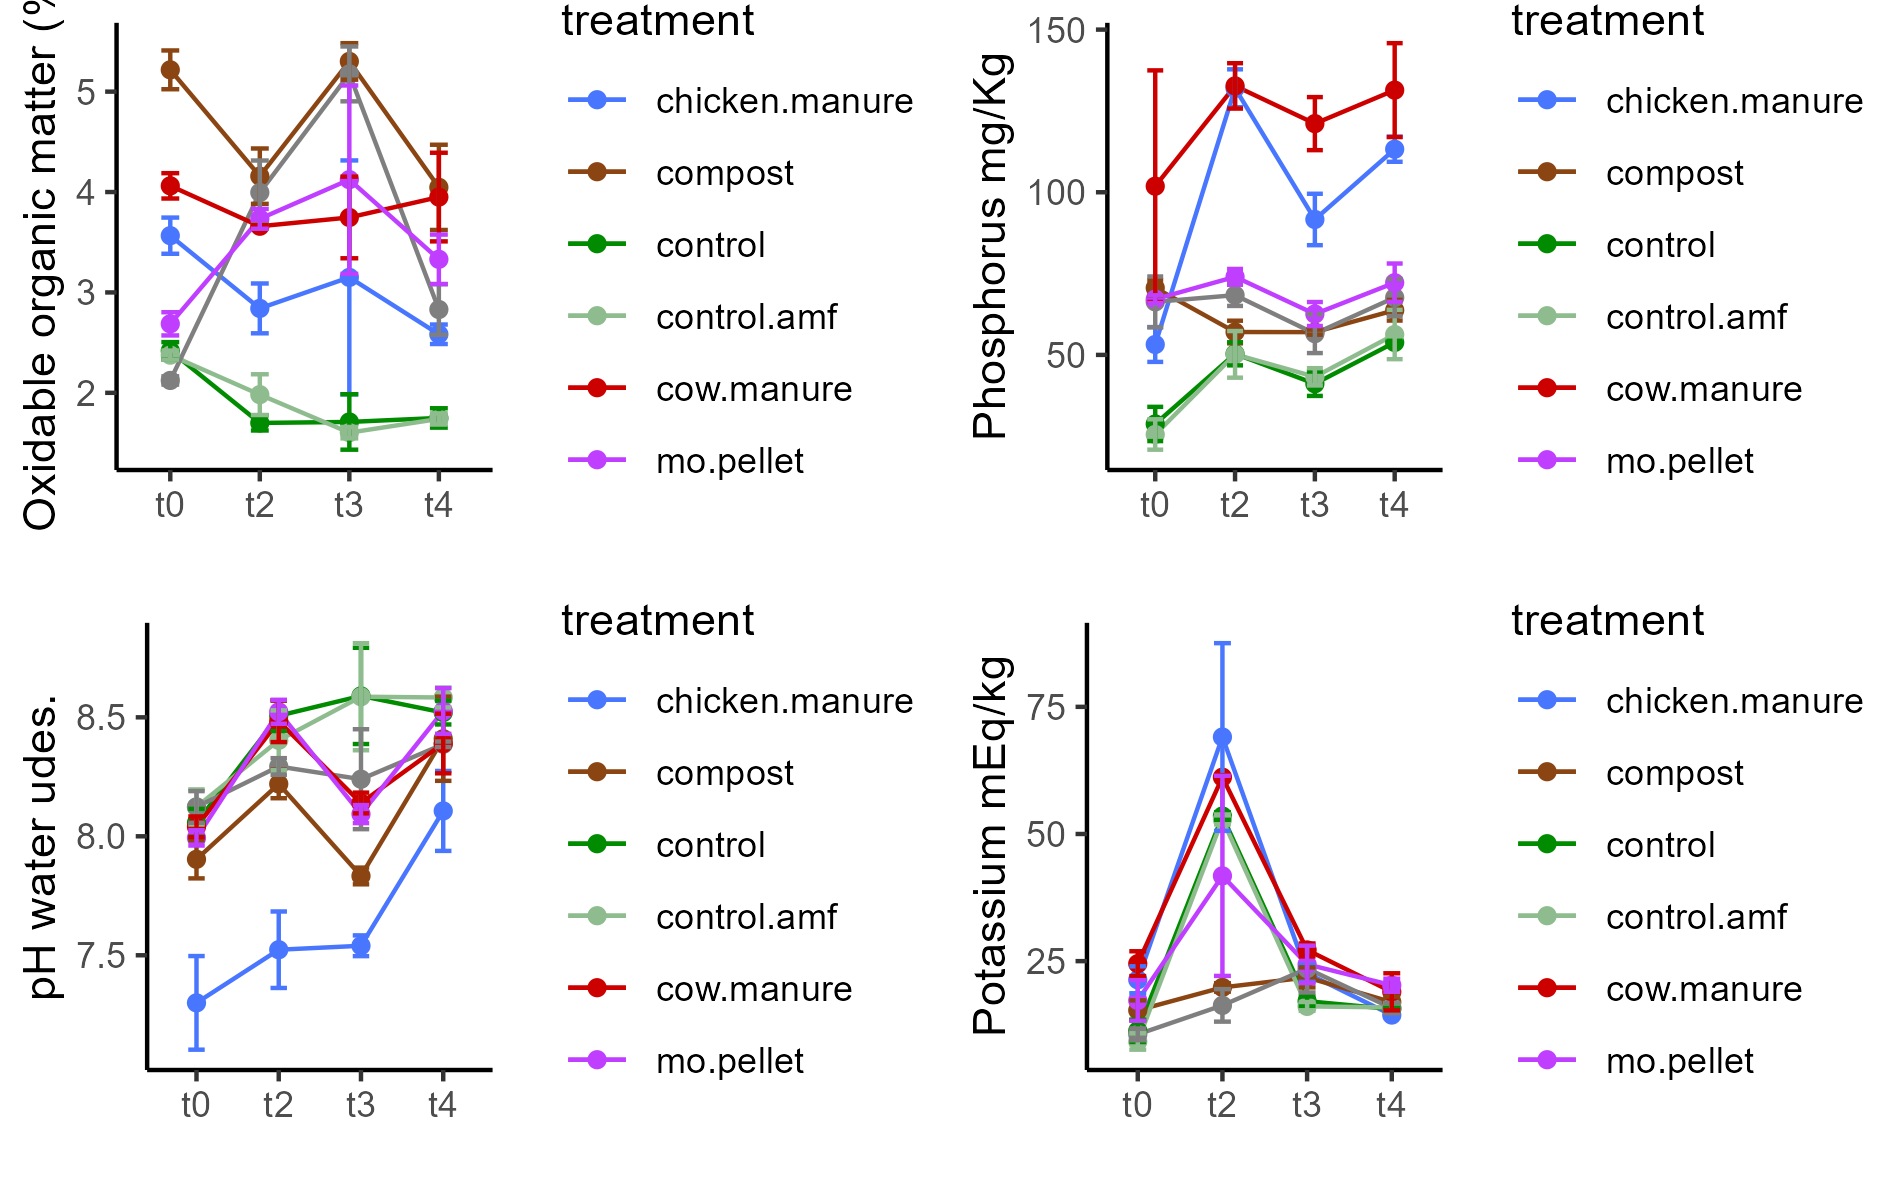 Oxidable organic matter (%
5
4
3
2
t0 t2 t3 t4
treatment
chicken.manure
compost
control
control.amf
cow.manure
mo.pellet
Phosphorus mg/Kg
150
100
50
t0 t2 t3 t4
treatment
chicken.manure
compost
control
control.amf
cow.manure
mo.pellet
pH water udes.
8.5
8.0
7.5
t0 t2 t3 t4
treatment
chicken.manure
compost
control
control.amf
cow.manure
mo.pellet
Potassium mEq/kg
75
50
25
t0 t2 t3 t4
treatment
chicken.manure
compost
control
control.amf
cow.manure
mo.pellet